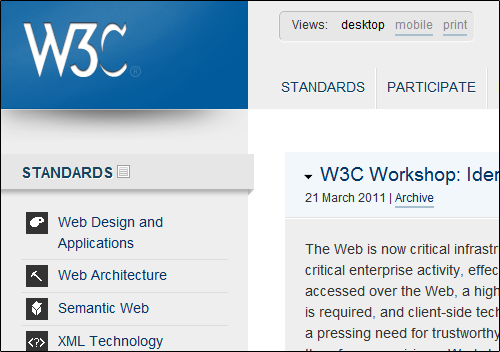 W3C®
Views: desktop mobile print
STANDARDS PARTICIPATE
STANDARDS
Web Design and
Applications
Web Architecture
Semantic Web
XML Technology
W3C Workshop: Iden
21 March 2011 | Archive
The Web is now critical infrastr
critical enterprise activity, effec
accessed over the Web, a high
is required, and client-side tech
a pressing need for trustworthy